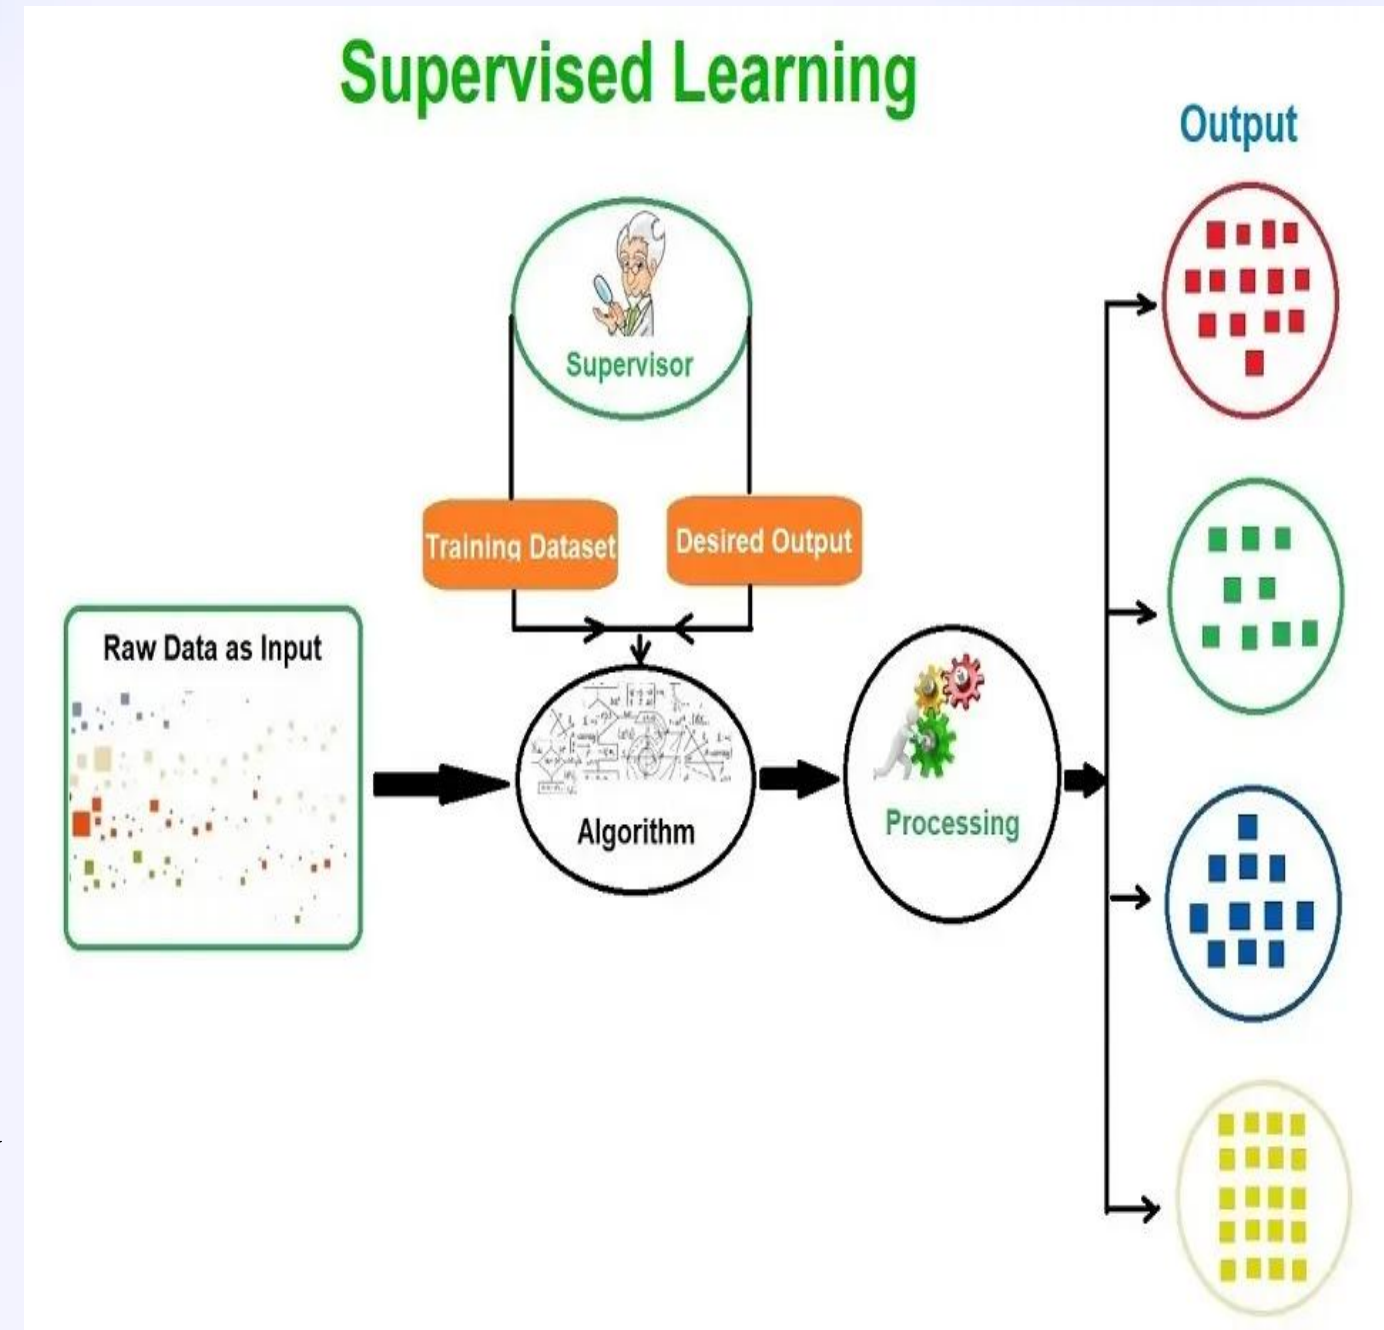 Supervised Learning
Output
Supervisor
Training Dataset
Desired Output
Raw Data as Input
Algorithm
Processing